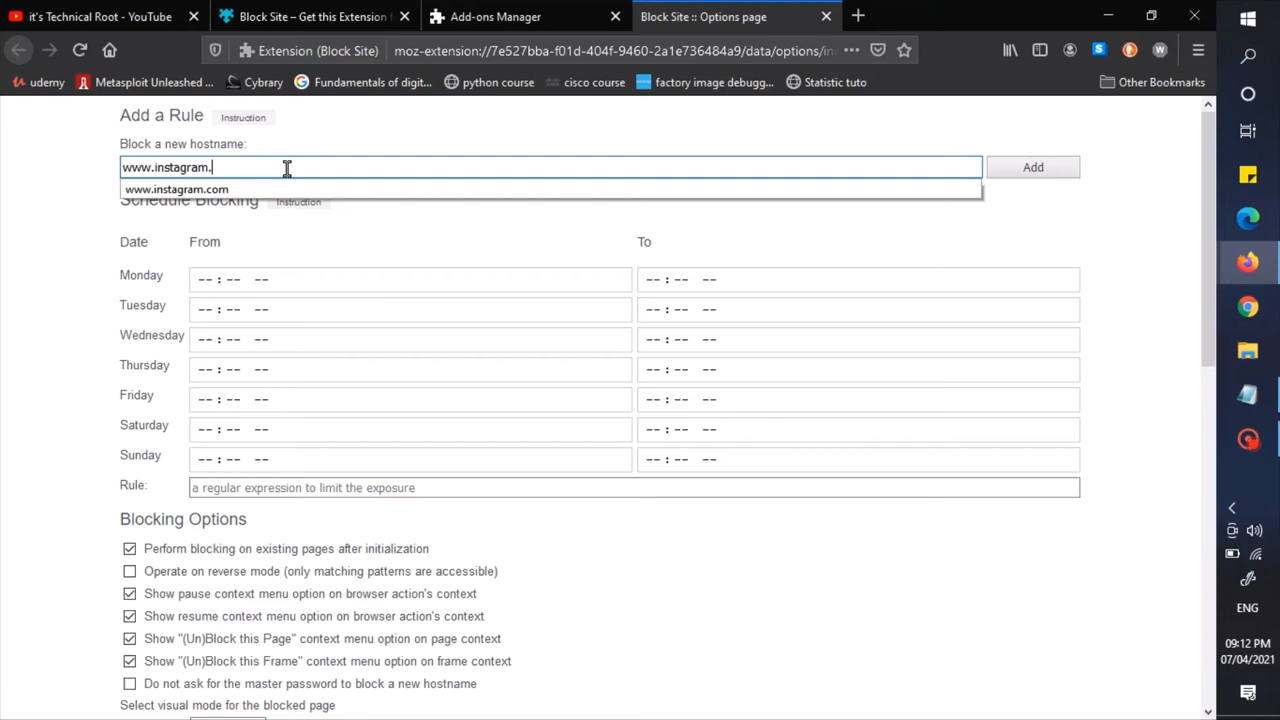 it's Technical Root - YouTube
Block Site – Get this Extension
Add-ons Manager
Block Site :: Options page
Extension (Block Site)
moz-extension://7e527bba-f01d-404f-9460-2a1e736484a9/data/options/in
udemy
Metasploit Unleashed ...
Cybrary
Fundamentals of digit...
python course
cisco course
factory image debugg...
Statistic tuto
Other Bookmarks
Add a Rule
Instruction
Block a new hostname:
www.instagram.
Add
www.instagram.com
Schedule Blocking
Instruction
Date From To
Monday -- : -- -- -- : -- --
Tuesday -- : -- -- -- : -- --
Wednesday -- : -- -- -- : -- --
Thursday -- : -- -- -- : -- --
Friday -- : -- -- -- : -- --
Saturday -- : -- -- -- : -- --
Sunday -- : -- -- -- : -- --
Rule: a regular expression to limit the exposure
Blocking Options
Perform blocking on existing pages after initialization
Operate on reverse mode (only matching patterns are accessible)
Show pause context menu option on browser action's context
Show resume context menu option on browser action's context
Show "(Un)Block this Page" context menu option on page context
Show "(Un)Block this Frame" context menu option on frame context
Do not ask for the master password to block a new hostname
Select visual mode for the blocked page
ENG
09:12 PM
07/04/2021